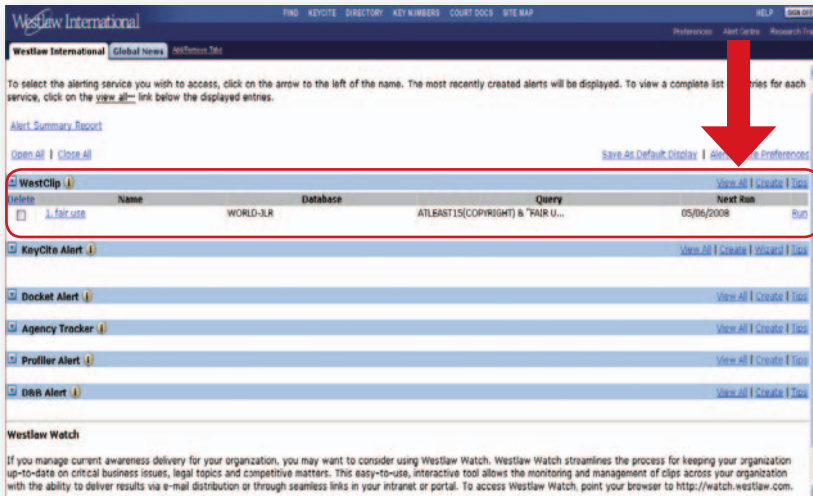 Westlaw International
FIND KEYCITE DIRECTORY KEY NUMBERS COURT DOCS SITE MAP HELP SIGN OFF
Preferences Alert Centre Research
Westlaw International Global News Add/Remove Tabs
To select the alerting service you wish to access, click on the arrow to the left of the name. The most recently created alerts will be displayed. To view a complete list for each
service, click on the view all link below the displayed entries.
Alert Summary Report
Open All | Close All Save As Default Display | Preferences
WestClip View All | Create | Tips
Delete Name Database Query Next Run
1. fair use WORLD-JLR ATLEAST15(COPYRIGHT) & "FAIR U... 05/06/2008 Run
KeyCite Alert View All | Create | Wizard | Tips
Docket Alert View All | Create | Tips
Agency Tracker View All | Create | Tips
Profiler Alert View All | Create | Tips
D&B Alert View All | Create | Tips
Westlaw Watch
If you manage current awareness delivery for your organization, you may want to consider using Westlaw Watch. Westlaw Watch streamlines the process for keeping your organization
up-to-date on critical business issues, legal topics and competitive matters. This easy-to-use, interactive tool allows the monitoring and management of clips across your organization
with the ability to deliver results via e-mail distribution or through seamless links in your intranet or portal. To access Westlaw Watch, point your browser to http://watch.westlaw.com.